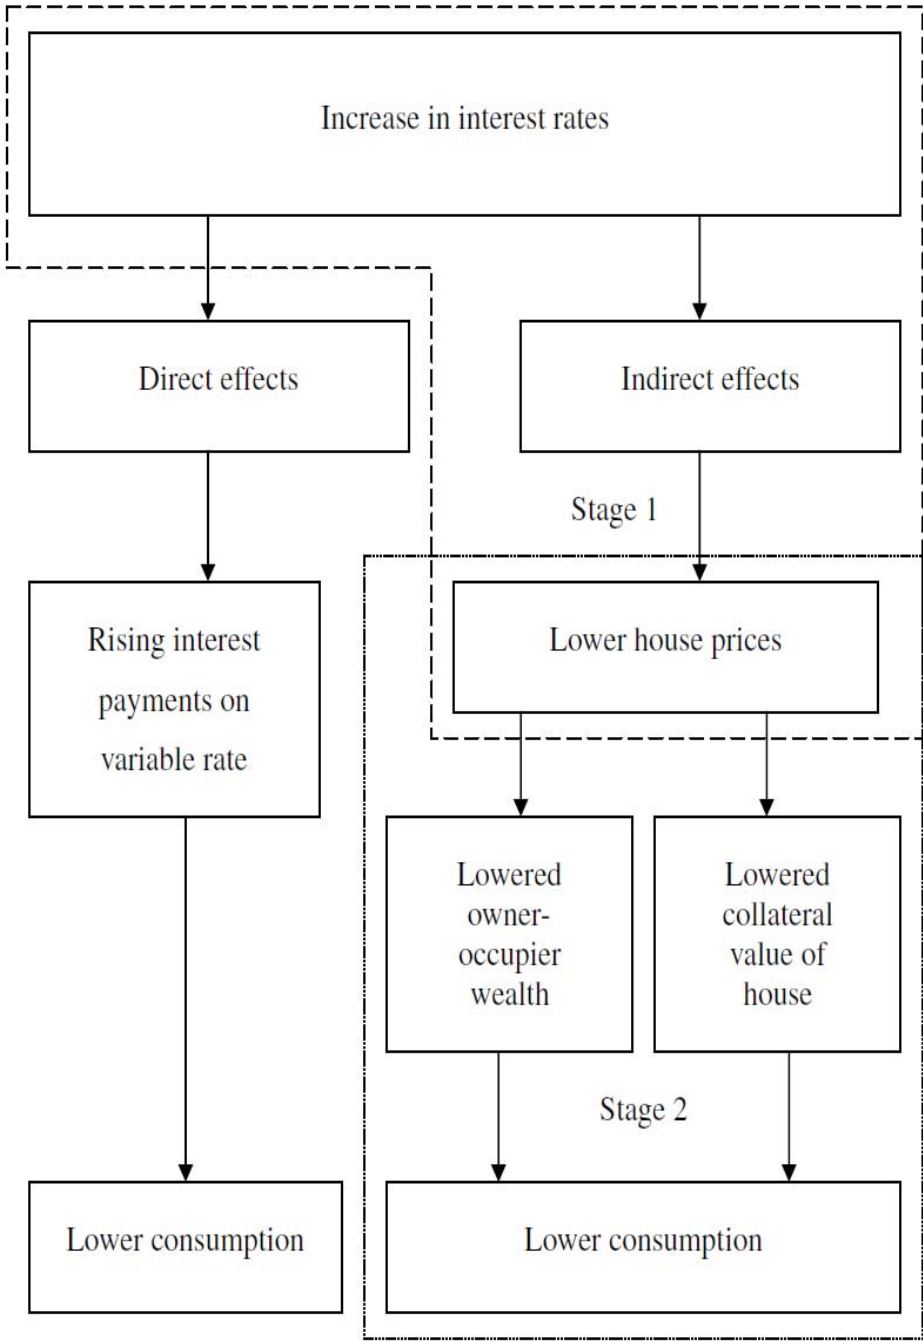 Increase in interest rates
Direct effects
Indirect effects
Stage 1
Rising interest
payments on
variable rate
Lower house prices
Lowered
owner-
occupier
wealth
Lowered
collateral
value of
house
Stage 2
Lower consumption
Lower consumption